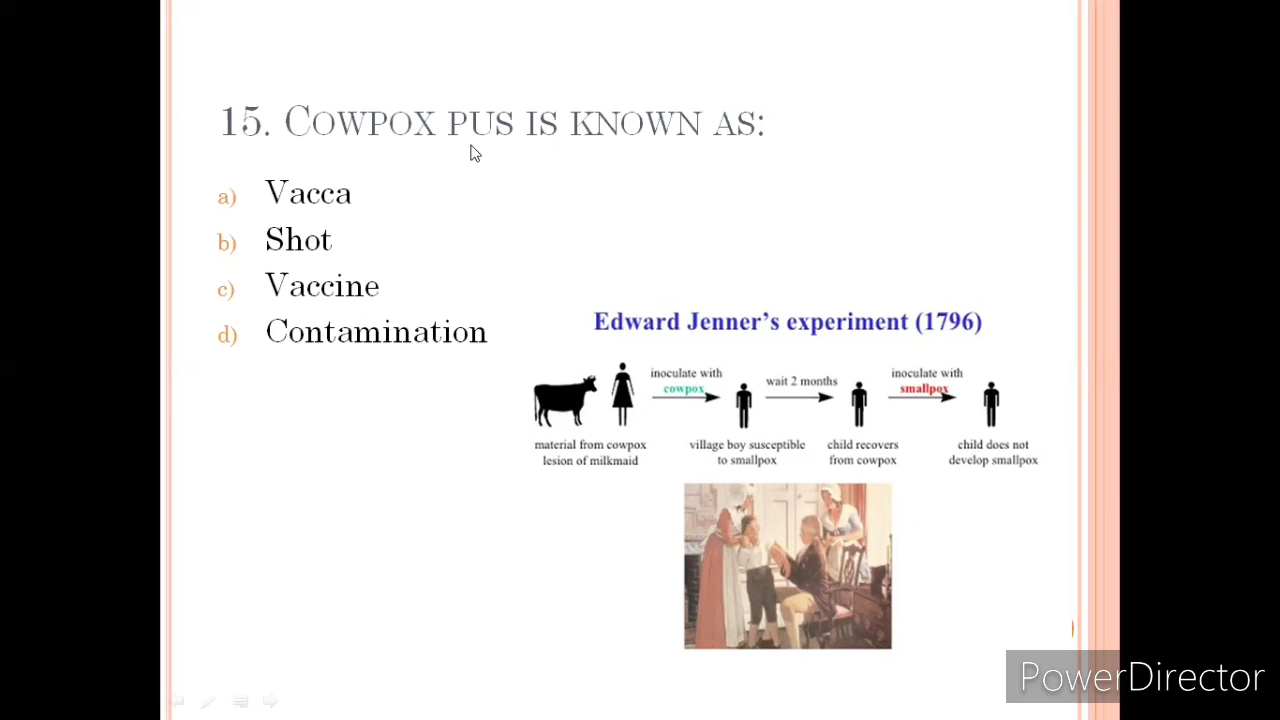 15. COWPOX PUS IS KNOWN AS:
a) Vacca
b) Shot
c) Vaccine
d) Contamination
Edward Jenner's experiment (1796)
inoculate with
cowpox
wait 2 months
inoculate with
smallpox
material from cowpox
lesion of milkmaid
village boy susceptible
to smallpox
child recovers
from cowpox
child does not
develop smallpox
PowerDirector